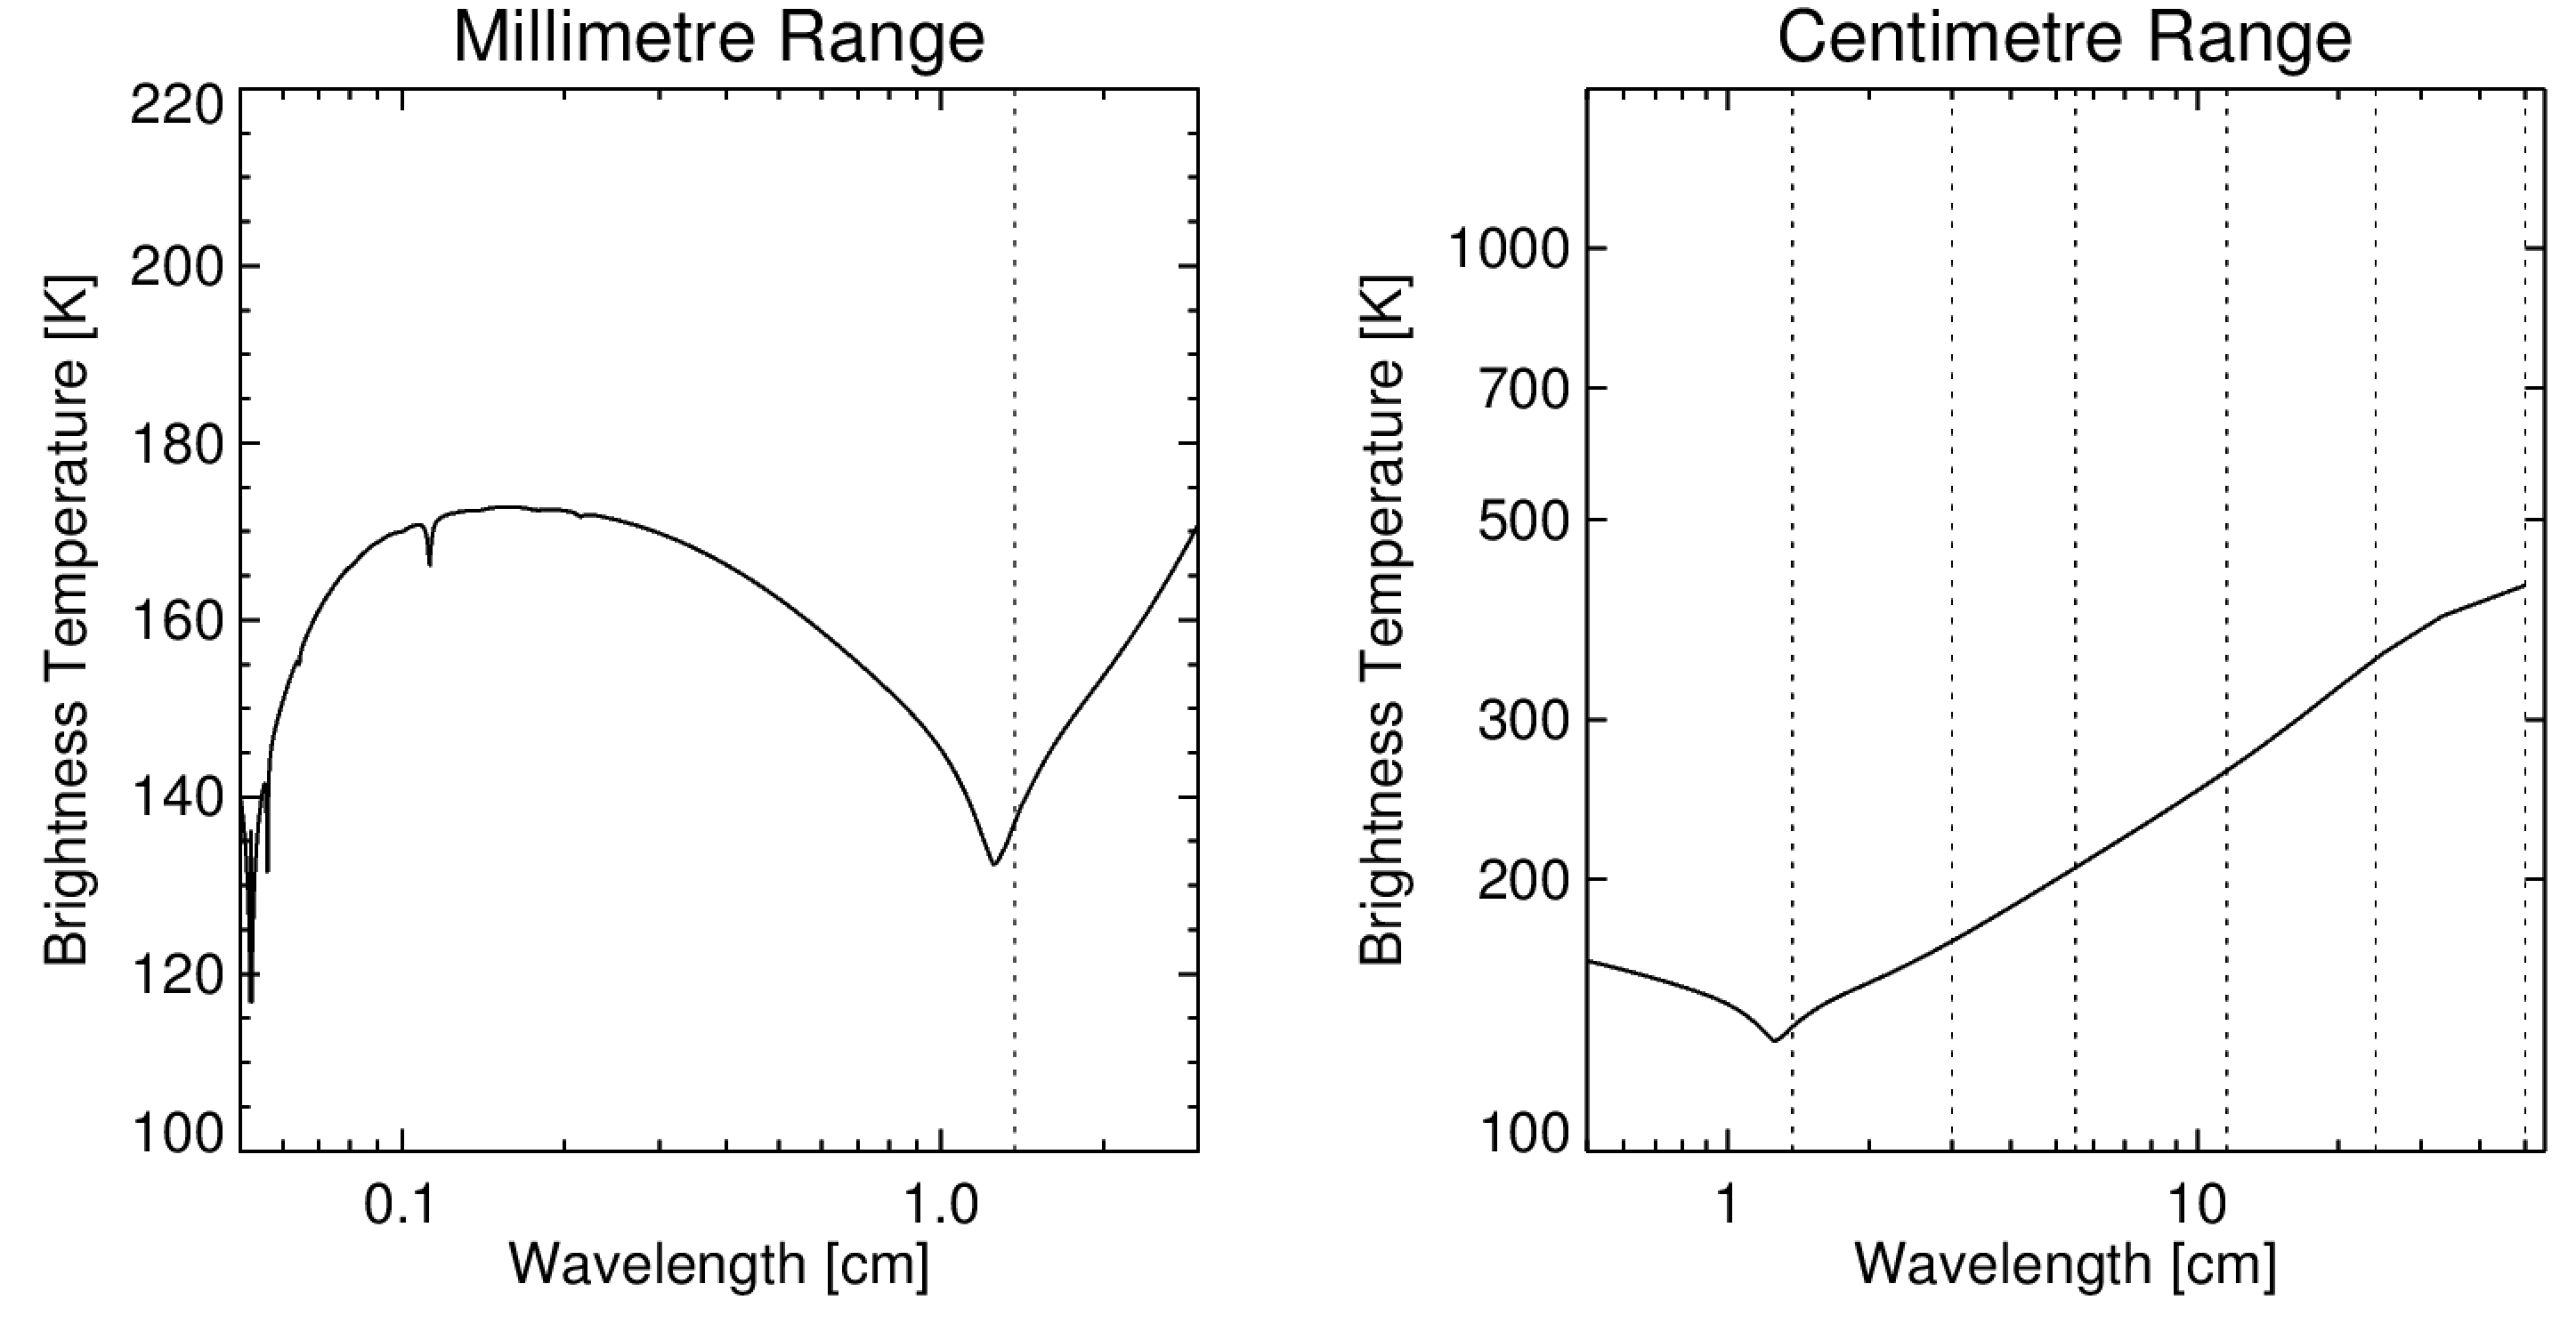 Millimetre Range
220
200
180
160
140
120
100
Brightness Temperature [K]
0.1
1.0
Wavelength [cm]
Centimetre Range
1000
700
500
300
200
100
Brightness Temperature [K]
1
10
Wavelength [cm]